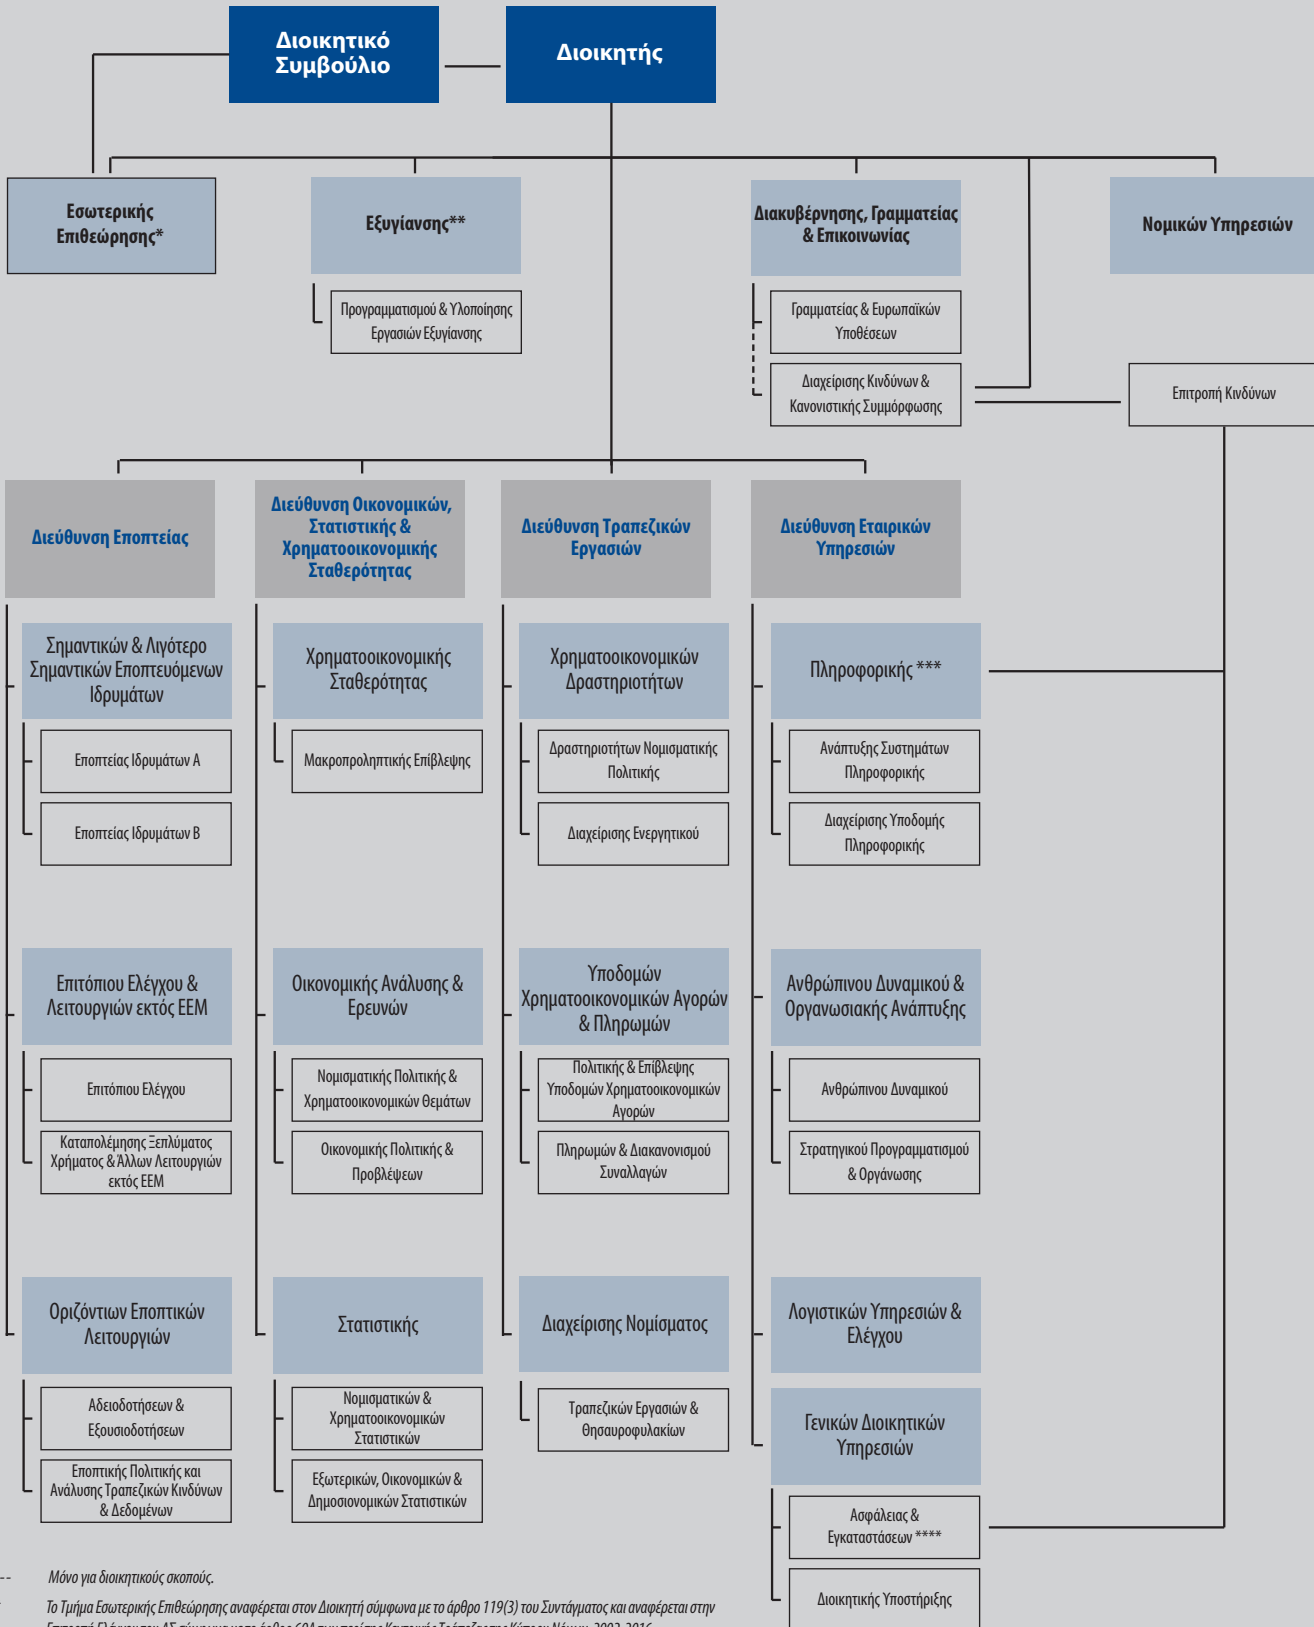 Διοικητικό
Συμβούλιο
Διοικητής
Εσωτερικής
Επιθεώρησης*
Εξυγίανσης**
Διακυβέρνησης, Γραμματείας
& Επικοινωνίας
Νομικών Υπηρεσιών
Προγραμματισμού & Υλοποίησης
Εργασιών Εξυγίανσης
Γραμματείας & Ευρωπαϊκών
Υποθέσεων
Διαχείρισης Κινδύνων &
Κανονιστικής Συμμόρφωσης
Επιτροπή Κινδύνων
Διεύθυνση Εποπτείας
Διεύθυνση Οικονομικών,
Στατιστικής &
Χρηματοοικονομικής
Σταθερότητας
Διεύθυνση Τραπεζικών
Εργασιών
Διεύθυνση Εταιρικών
Υπηρεσιών
Σημαντικών & Λιγότερο
Σημαντικών Εποπτευόμενων
Ιδρυμάτων
Χρηματοοικονομικής
Σταθερότητας
Χρηματοοικονομικών
Δραστηριοτήτων
Πληροφορικής ***
Εποπτείας Ιδρυμάτων Α
Μακροπροληπτικής Επίβλεψης
Δραστηριοτήτων Νομισματικής
Πολιτικής
Ανάπτυξης Συστημάτων
Πληροφορικής
Εποπτείας Ιδρυμάτων Β
Διαχείρισης Ενεργητικού
Διαχείρισης Υποδομής
Πληροφορικής
Επιτόπιου Ελέγχου &
Λειτουργιών εκτός ΕΕΜ
Οικονομικής Ανάλυσης &
Ερευνών
Υποδομών
Χρηματοοικονομικών Αγορών
& Πληρωμών
Ανθρώπινου Δυναμικού &
Οργανωσιακής Ανάπτυξης
Επιτόπιου Ελέγχου
Νομισματικής Πολιτικής &
Χρηματοοικονομικών Θεμάτων
Πολιτικής & Επίβλεψης
Υποδομών Χρηματοοικονομικών
Αγορών
Ανθρώπινου Δυναμικού
Καταπολέμησης Ξεπλύματος
Χρήματος & Άλλων Λειτουργιών
εκτός ΕΕΜ
Οικονομικής Πολιτικής &
Προβλέψεων
Πληρωμών & Διακανονισμού
Συναλλαγών
Στρατηγικού Προγραμματισμού
& Οργάνωσης
Οριζόντιων Εποπτικών
Λειτουργιών
Στατιστικής
Διαχείρισης Νομίσματος
Λογιστικών Υπηρεσιών &
Ελέγχου
Αδειοδοτήσεων &
Εξουσιοδοτήσεων
Νομισματικών &
Χρηματοοικονομικών
Στατιστικών
Τραπεζικών Εργασιών &
Θησαυροφυλακίων
Γενικών Διοικητικών
Υπηρεσιών
Εποπτικής Πολιτικής και
Ανάλυσης Τραπεζικών Κινδύνων
& Δεδομένων
Εξωτερικών, Οικονομικών &
Δημοσιονομικών Στατιστικών
Ασφάλειας &
Εγκαταστάσεων ****
Διοικητικής Υποστήριξης
-- Μόνο για διοικητικούς σκοπούς.
Το Τμήμα Εσωτερικής Επιθεώρησης αναφέρεται στον Διοικητή σύμφωνα με το άρθρο 119(3) του Συντάγματος και αναφέρεται στην